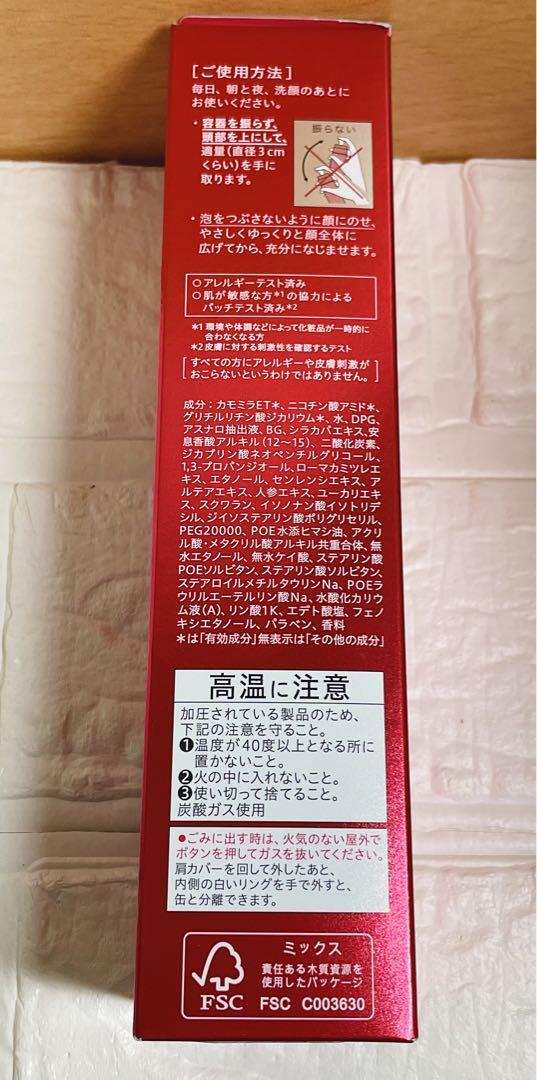 [ご使用方法]
毎日、朝と夜、洗顔のあとに
お使いください。
・容器を振らず、
頭部を上にして、
適量(直径3cm
くらい)を手に
取ります。
振らない
・泡をつぶさないように顔にのせ、
やさしくゆっくりと顔全体に
広げてから、充分になじませます。
○アレルギーテスト済み
○肌が敏感な方*1の協力による
パッチテスト済み*2
*1 環境や体調などによって化粧品が一時的に
合わなくなる方
*2 皮膚に対する刺激性を確認するテスト
[すべての方にアレルギーや皮膚刺激が
おこらないというわけではありません。]
成分:カモミラET*、ニコチン酸アミド*、
グリチルリチン酸ジカリウム*、水、DPG、
アスナロ抽出液、BG、シラカバエキス、安
息香酸アルキル(12〜15)、二酸化炭素、
ジカプリン酸ネオペンチルグリコール、
1,3-プロパンジオール、ローマカミツレエ
キス、エタノール、センレンシエキス、ア
ルテアエキス、人参エキス、ユーカリエキ
ス、スクワラン、イソノナン酸イソトリデ
シル、ジイソステアリン酸ポリグリセリル、
PEG20000、POE水添ヒマシ油、アクリ
ル酸・メタクリル酸アルキル共重合体、無
水エタノール、無水ケイ酸、ステアリン酸
POEソルビタン、ステアリン酸ソルビタン、
ステアロイルメチルタウリンNa、POEラ
ウリルエーテルリン酸Na、水酸化カリウ
ム液(A)、リン酸1K、エデト酸塩、フェノ
キシエタノール、パラベン、香料
*は「有効成分」無表示は「その他の成分」
高温に注意
加圧されている製品のため、
下記の注意を守ること。
❶温度が40度以上となる所に
置かないこと。
❷火の中に入れないこと。
❸使い切って捨てること。
炭酸ガス使用
●ごみに出す時は、火気のない屋外で
ボタンを押してガスを抜いてください。
肩カバーを回して外したあと、
内側の白いリングを手で外すと、
缶と分離できます。
ミックス
責任ある木質資源を
使用したパッケージ
FSC
FSC C003630